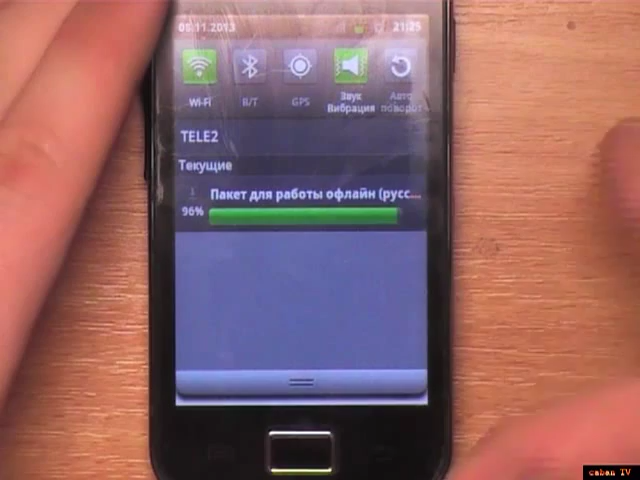 05.11.2013 21:25
Wi-Fi B/T GPS Звук Вибрация Авто поворот
TELE2
Текущие
Пакет для работы офлайн (русс...
96%
caban TV